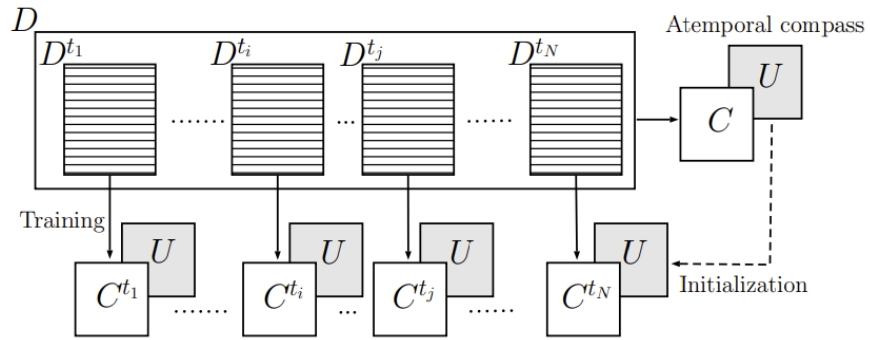 D
Atemporal compass
D^{t_1} D^{t_i} D^{t_j} D^{t_N}
U
C
....... ... ......
Training
U U U U
Initialization
C^{t_1} C^{t_i} C^{t_j} C^{t_N}
....... ... ......